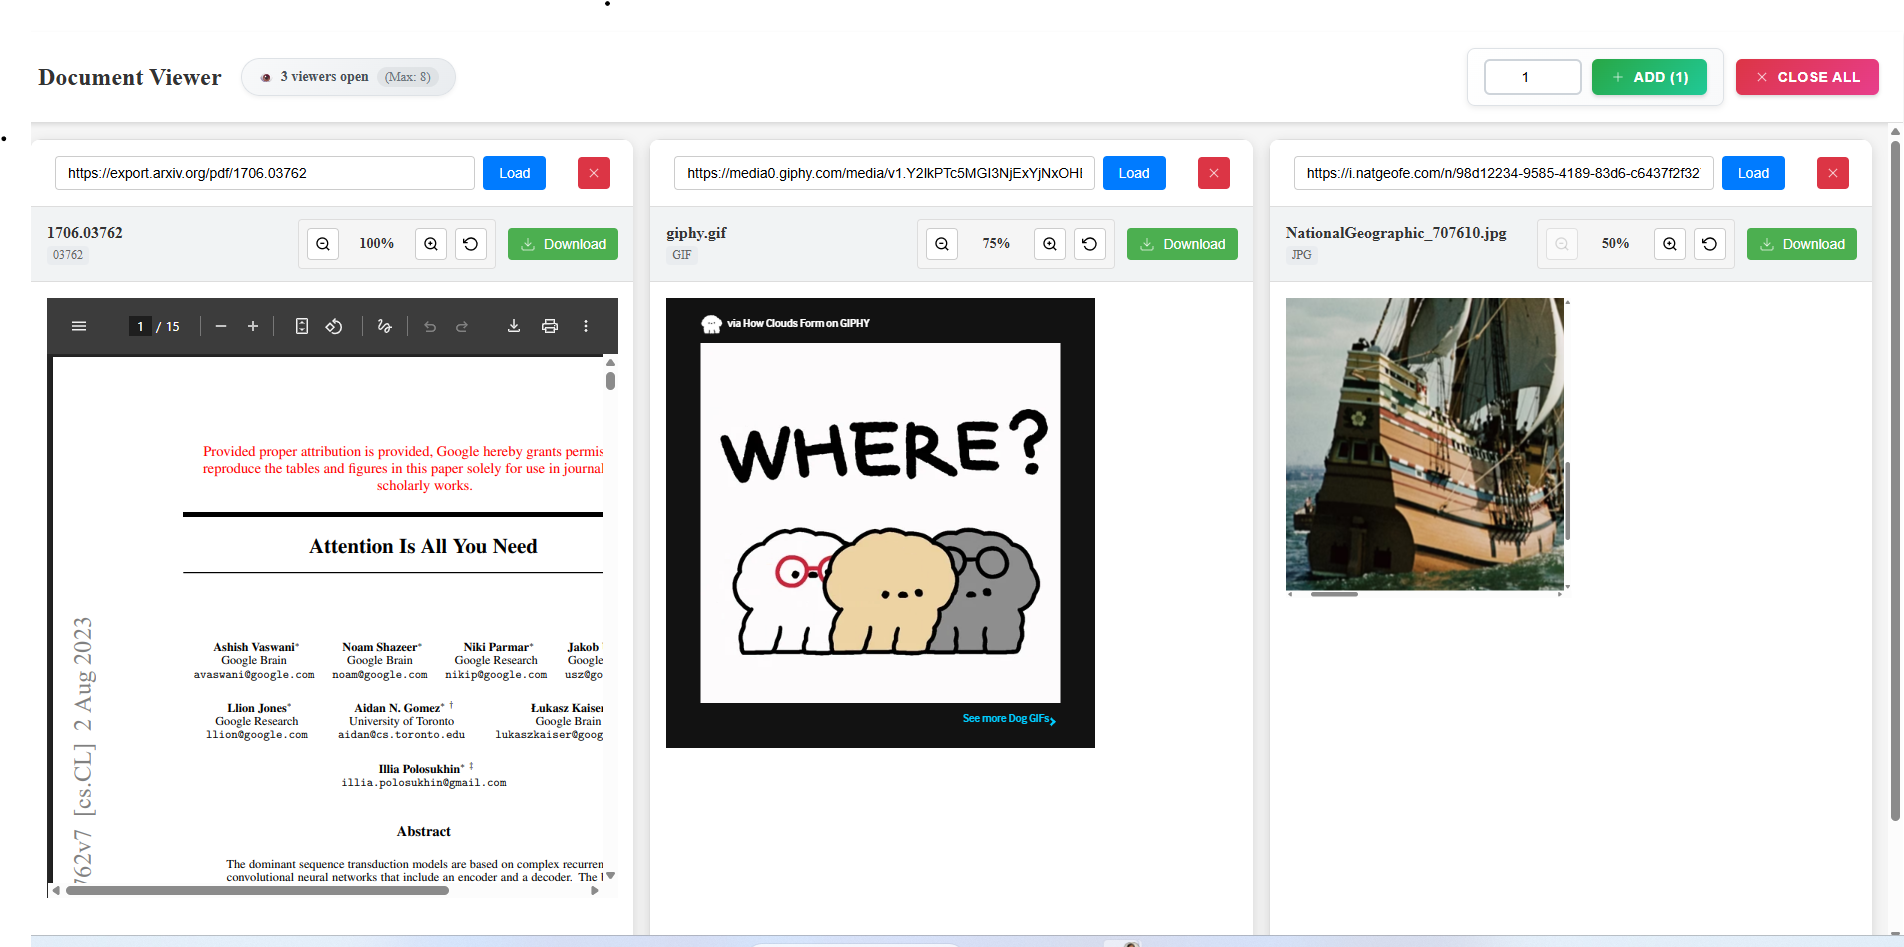 Document Viewer
3 viewers open (Max: 8)
1
ADD (1)
CLOSE ALL
https://export.arxiv.org/pdf/1706.03762
Load
1706.03762
03762
100%
Download
1 / 15
Provided proper attribution is provided, Google hereby grants permis
reproduce the tables and figures in this paper solely for use in journal
scholarly works.
Attention Is All You Need
Ashish Vaswani* Noam Shazeer* Niki Parmar* Jakob
Google Brain Google Brain Google Research Google
avaswani@google.com noam@google.com nikip@google.com usz@go
Llion Jones* Aidan N. Gomez* † Łukasz Kaiser
Google Research University of Toronto Google Brain
llion@google.com aidan@cs.toronto.edu lukaszkaiser@goog
Illia Polosukhin* ‡
illia.polosukhin@gmail.com
Abstract
The dominant sequence transduction models are based on complex recurren
convolutional neural networks that include an encoder and a decoder. The
762v7 [cs.CL] 2 Aug 2023
https://media0.giphy.com/media/v1.Y2lkPTc5MGI3NjExYjNxOHl
Load
giphy.gif
GIF
75%
Download
via How Clouds Form on GIPHY
WHERE?
See more Dog GIFs
https://i.natgeofe.com/n/98d12234-9585-4189-83d6-c6437f2f32
Load
NationalGeographic_707610.jpg
JPG
50%
Download